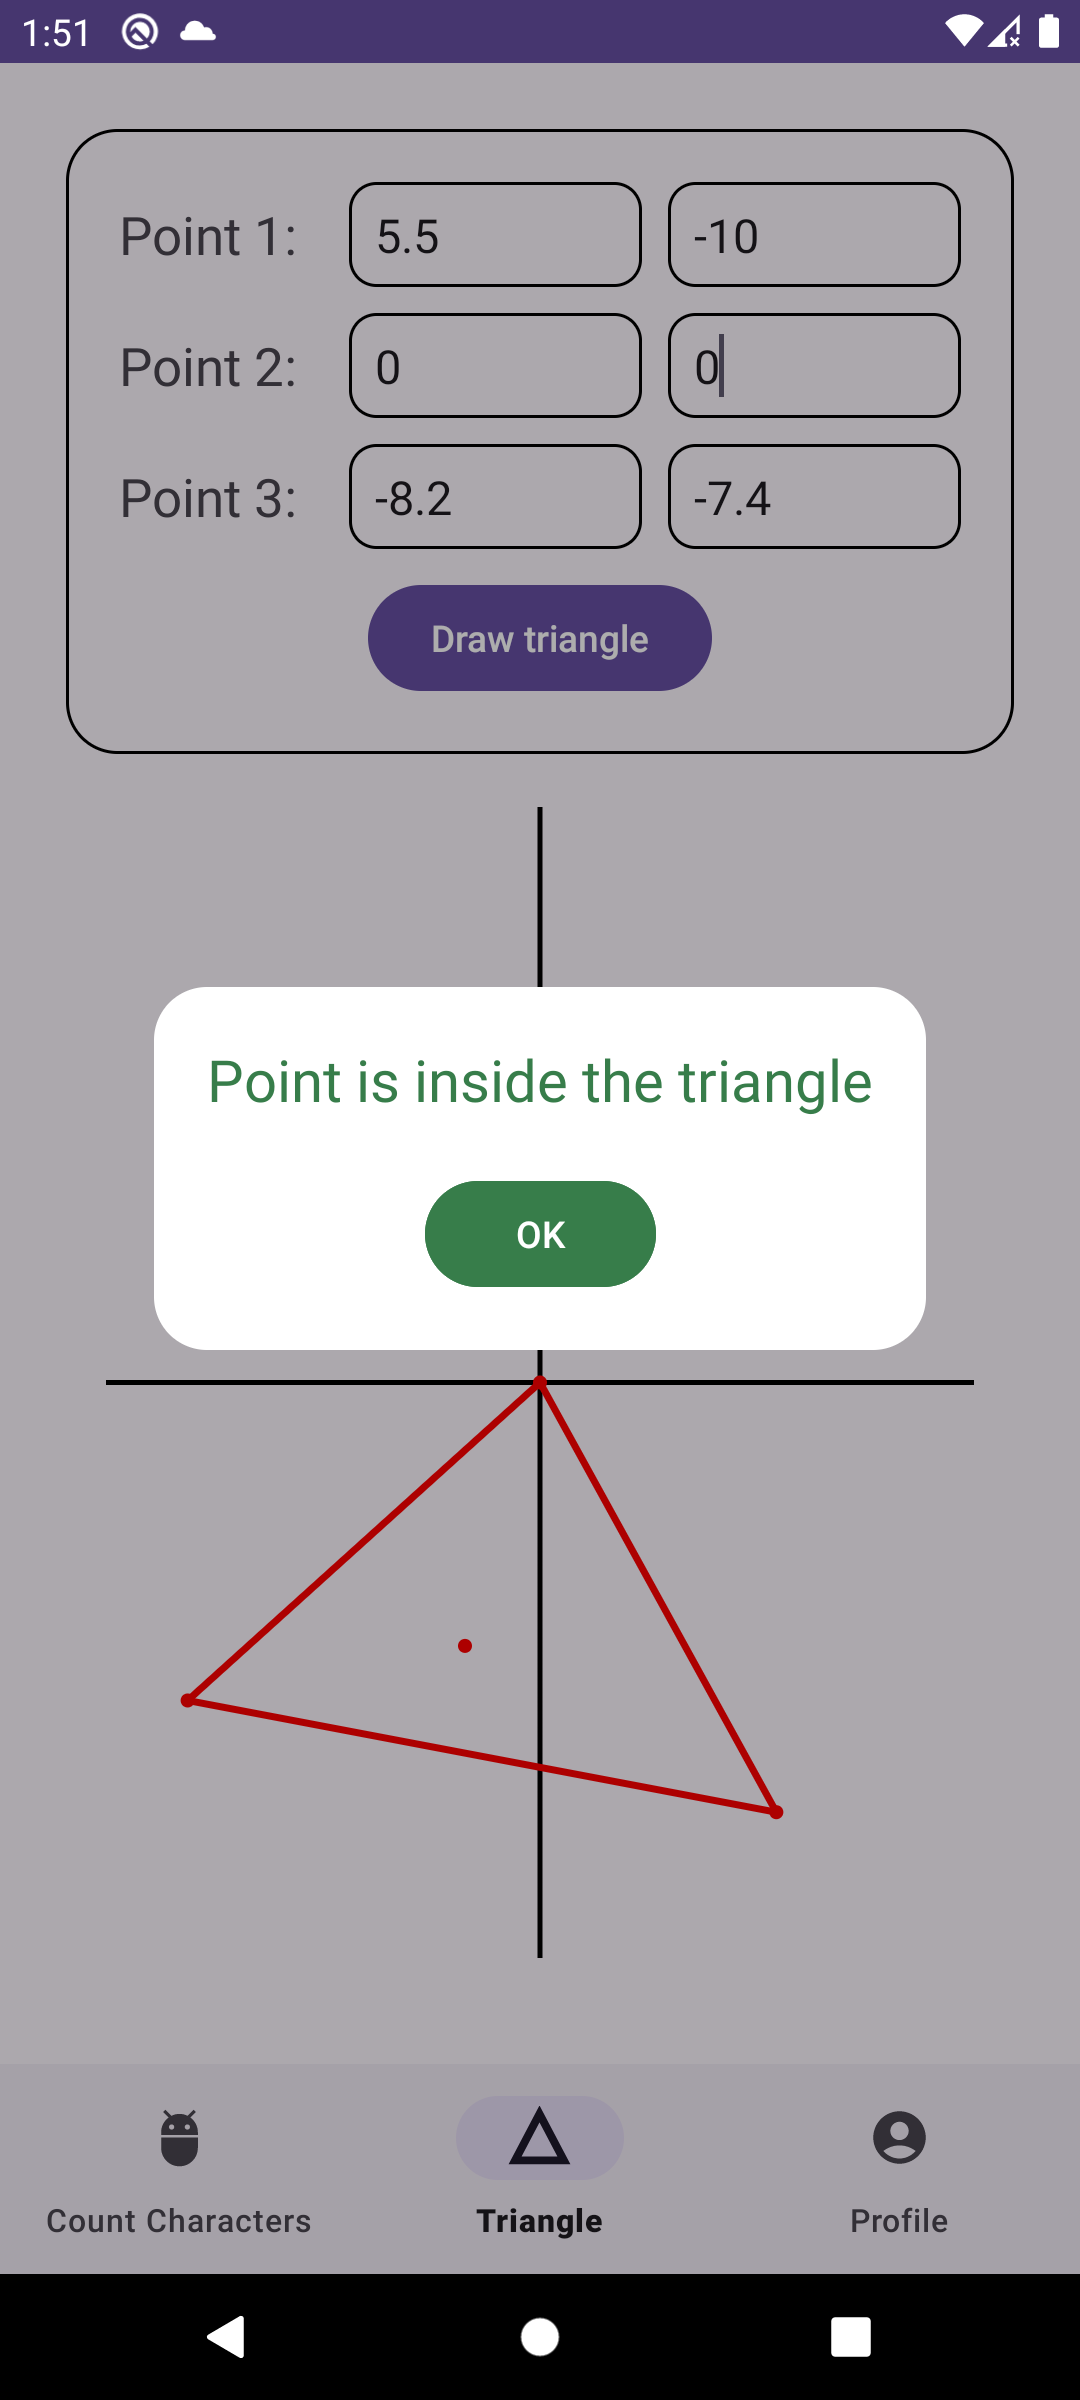 1:51
Point 1: 5.5 -10
Point 2: 0 0
Point 3: -8.2 -7.4
Draw triangle
Point is inside the triangle
OK
Count Characters Triangle Profile